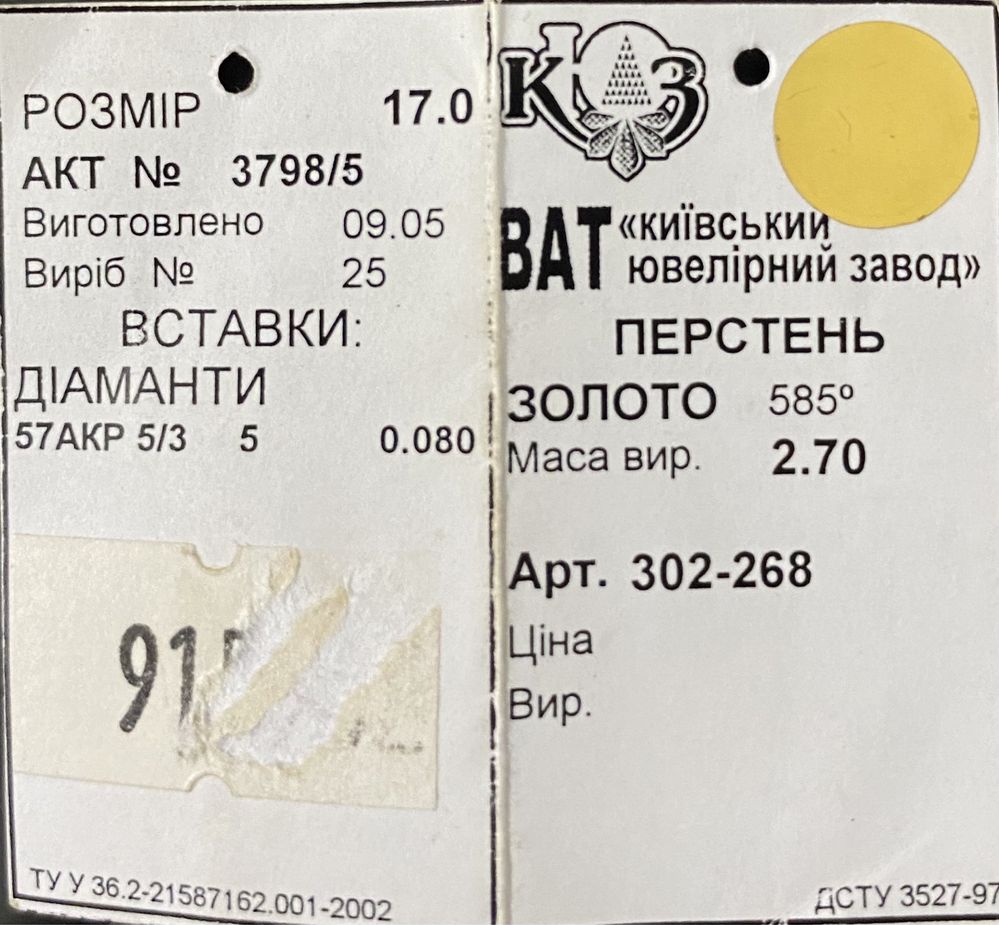 РОЗМІР 17.0
АКТ № 3798/5
Виготовлено 09.05
Виріб № 25
ВСТАВКИ:
ДІАМАНТИ
57АКР 5/3 5 0.080
ТУ У 36.2-21587162.001-2002
КЮЗ
ВАТ «київський
ювелірний завод»
ПЕРСТЕНЬ
ЗОЛОТО 585º
Маса вир. 2.70
Арт. 302-268
Ціна
Вир.
ДСТУ 3527-97